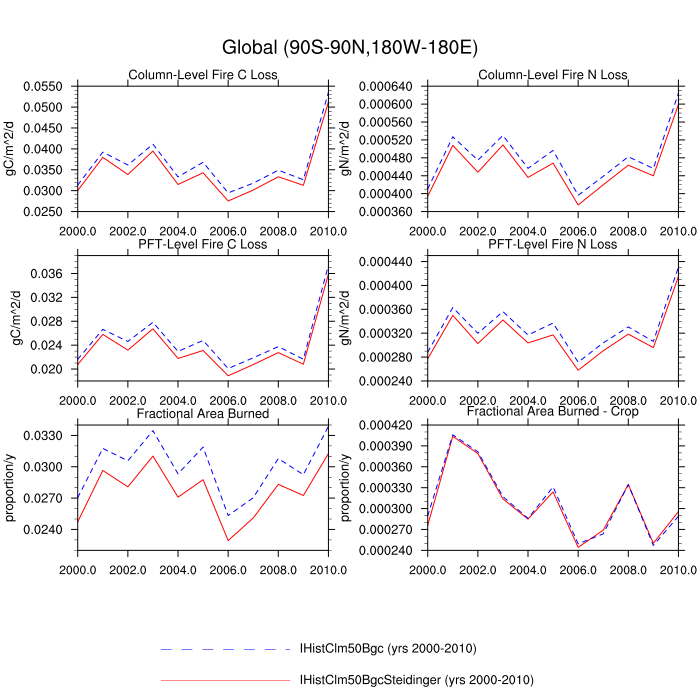 Global (90S-90N,180W-180E)
Column-Level Fire C Loss
Column-Level Fire N Loss
gC/m^2/d
0.0550
0.0500
0.0450
0.0400
0.0350
0.0300
0.0250
2000.0 2002.0 2004.0 2006.0 2008.0 2010.0
gN/m^2/d
0.000640
0.000600
0.000560
0.000520
0.000480
0.000440
0.000400
0.000360
2000.0 2002.0 2004.0 2006.0 2008.0 2010.0
PFT-Level Fire C Loss
PFT-Level Fire N Loss
gC/m^2/d
0.036
0.032
0.028
0.024
0.020
2000.0 2002.0 2004.0 2006.0 2008.0 2010.0
gN/m^2/d
0.000440
0.000400
0.000360
0.000320
0.000280
0.000240
2000.0 2002.0 2004.0 2006.0 2008.0 2010.0
Fractional Area Burned
Fractional Area Burned - Crop
proportion/y
0.0330
0.0300
0.0270
0.0240
2000.0 2002.0 2004.0 2006.0 2008.0 2010.0
proportion/y
0.000420
0.000390
0.000360
0.000330
0.000300
0.000270
0.000240
2000.0 2002.0 2004.0 2006.0 2008.0 2010.0
IHistClm50Bgc (yrs 2000-2010)
IHistClm50BgcSteidinger (yrs 2000-2010)